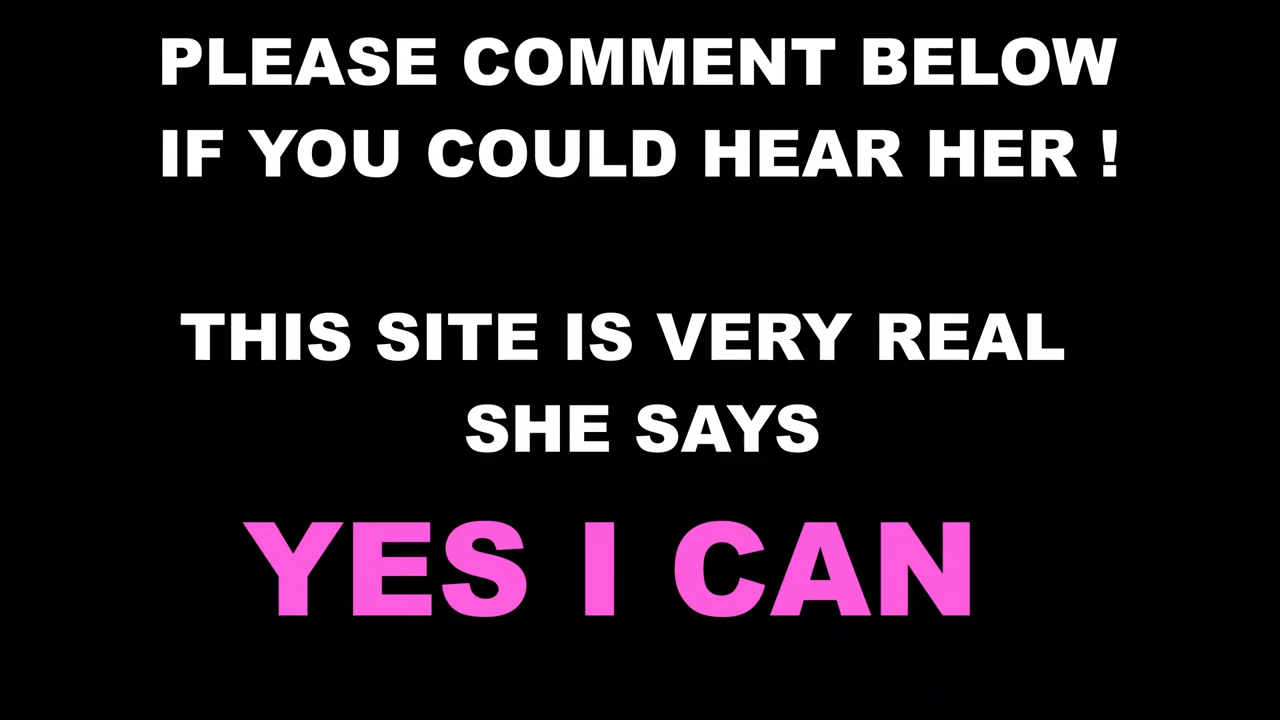 PLEASE COMMENT BELOW
IF YOU COULD HEAR HER !
THIS SITE IS VERY REAL
SHE SAYS
YES I CAN